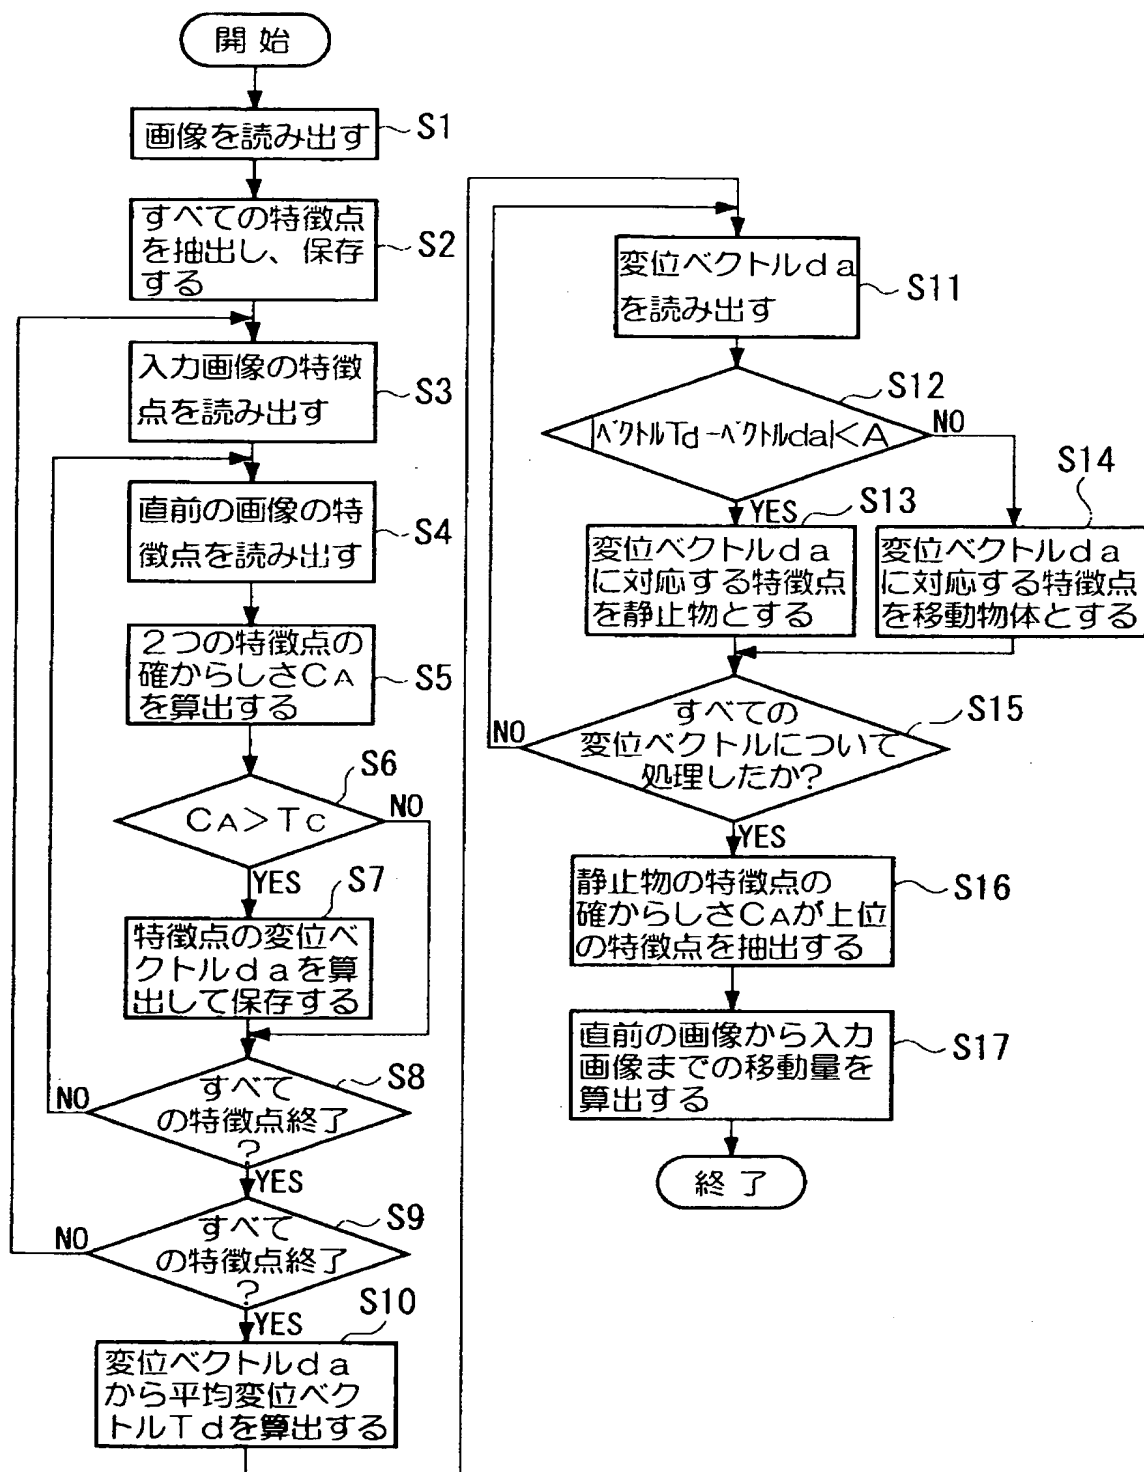 開始
画像を読み出す
S1
すべての特徴点
を抽出し、保存
する
S2
入力画像の特徴
点を読み出す
S3
直前の画像の特
徴点を読み出す
S4
2つの特徴点の
確からしさCA
を算出する
S5
CA>Tc
S6
NO
YES
S7
特徴点の変位ベ
クトルdaを算
出して保存する
すべて
の特徴点終了
?
S8
NO
YES
すべて
の特徴点終了
?
S9
NO
YES
S10
変位ベクトルda
から平均変位ベク
トルTdを算出する
変位ベクトルda
を読み出す
S11
|ベクトルTd-ベクトルda|<A
S12
NO
YES
S13
変位ベクトルda
に対応する特徴点
を静止物とする
S14
変位ベクトルda
に対応する特徴点
を移動物体とする
すべての
変位ベクトルについて
処理したか?
S15
NO
YES
静止物の特徴点の
確からしさCAが上位
の特徴点を抽出する
S16
直前の画像から入力
画像までの移動量を
算出する
S17
終了